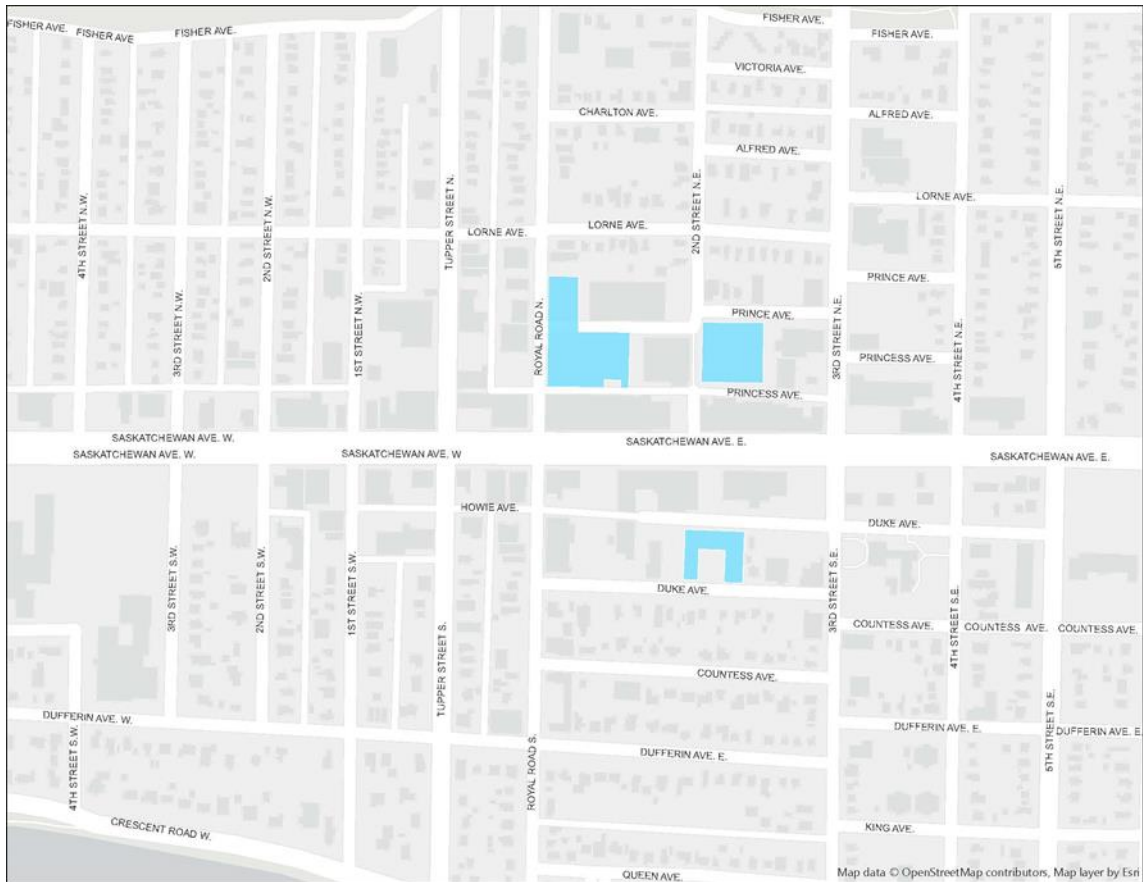 FISHER AVE.
FISHER AVE
FISHER AVE.
FISHER AVE.
FISHER AVE.
VICTORIA AVE.
CHARLTON AVE.
ALFRED AVE.
ALFRED AVE.
4TH STREET N.W.
3RD STREET N.W.
2ND STREET N.W.
1ST STREET N.W.
TUPPER STREET N.
ROYAL ROAD N.
2ND STREET N.E.
3RD STREET N.E.
4TH STREET N.E.
5TH STREET N.E.
LORNE AVE.
LORNE AVE.
LORNE AVE.
PRINCE AVE.
PRINCE AVE.
PRINCESS AVE.
PRINCESS AVE.
SASKATCHEWAN AVE. W.
SASKATCHEWAN AVE. E.
SASKATCHEWAN AVE. W.
SASKATCHEWAN AVE. W
SASKATCHEWAN AVE. E.
HOWIE AVE.
DUKE AVE.
DUKE AVE.
3RD STREET S.W.
2ND STREET S.W.
1ST STREET S.W.
TUPPER STREET S.
ROYAL ROAD S.
3RD STREET S.E.
4TH STREET S.E.
5TH STREET S.E.
COUNTESS AVE.
COUNTESS AVE.
COUNTESS AVE.
COUNTESS AVE.
DUFFERIN AVE. W.
DUFFERIN AVE. E.
DUFFERIN AVE. E.
DUFFERIN AVE. E.
4TH STREET S.W.
CRESCENT ROAD W.
KING AVE.
QUEEN AVE.
Map data © OpenStreetMap contributors, Map layer by Esri